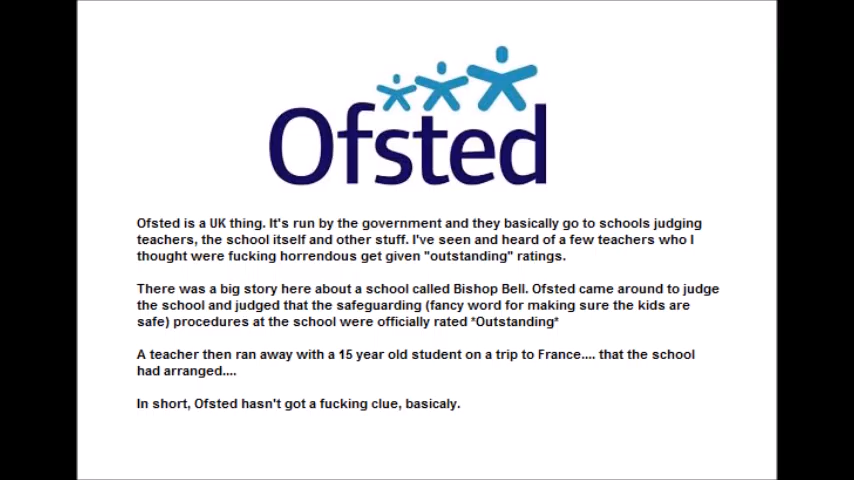 Ofsted
Ofsted is a UK thing. It's run by the government and they basically go to schools judging
teachers, the school itself and other stuff. I've seen and heard of a few teachers who I
thought were fucking horrendous get given "outstanding" ratings.
There was a big story here about a school called Bishop Bell. Ofsted came around to judge
the school and judged that the safeguarding (fancy word for making sure the kids are
safe) procedures at the school were officially rated *Outstanding*
A teacher then ran away with a 15 year old student on a trip to France.... that the school
had arranged....
In short, Ofsted hasn't got a fucking clue, basicaly.